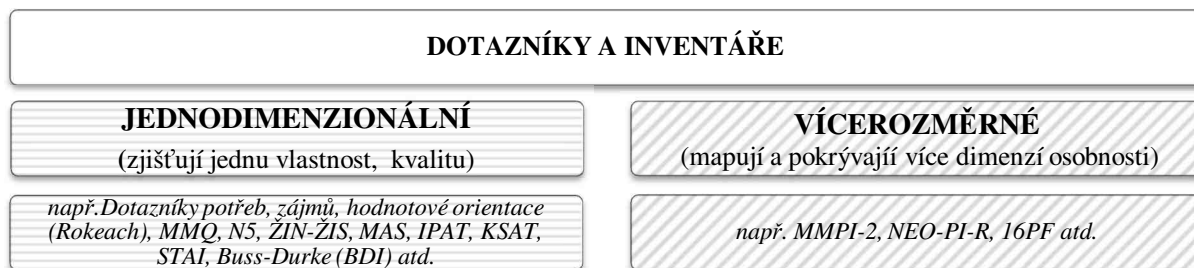 DOTAZNÍKY A INVENTÁŘE
JEDNODIMENZIONÁLNÍ
(zjišťují jednu vlastnost, kvalitu)
VÍCEROZMĚRNÉ
(mapují a pokrývajíí více dimenzí osobnosti)
např.Dotazníky potřeb, zájmů, hodnotové orientace
(Rokeach), MMQ, N5, ŽIN-ŽIS, MAS, IPAT, KSAT,
STAI, Buss-Durke (BDI) atd.
např. MMPI-2, NEO-PI-R, 16PF atd.